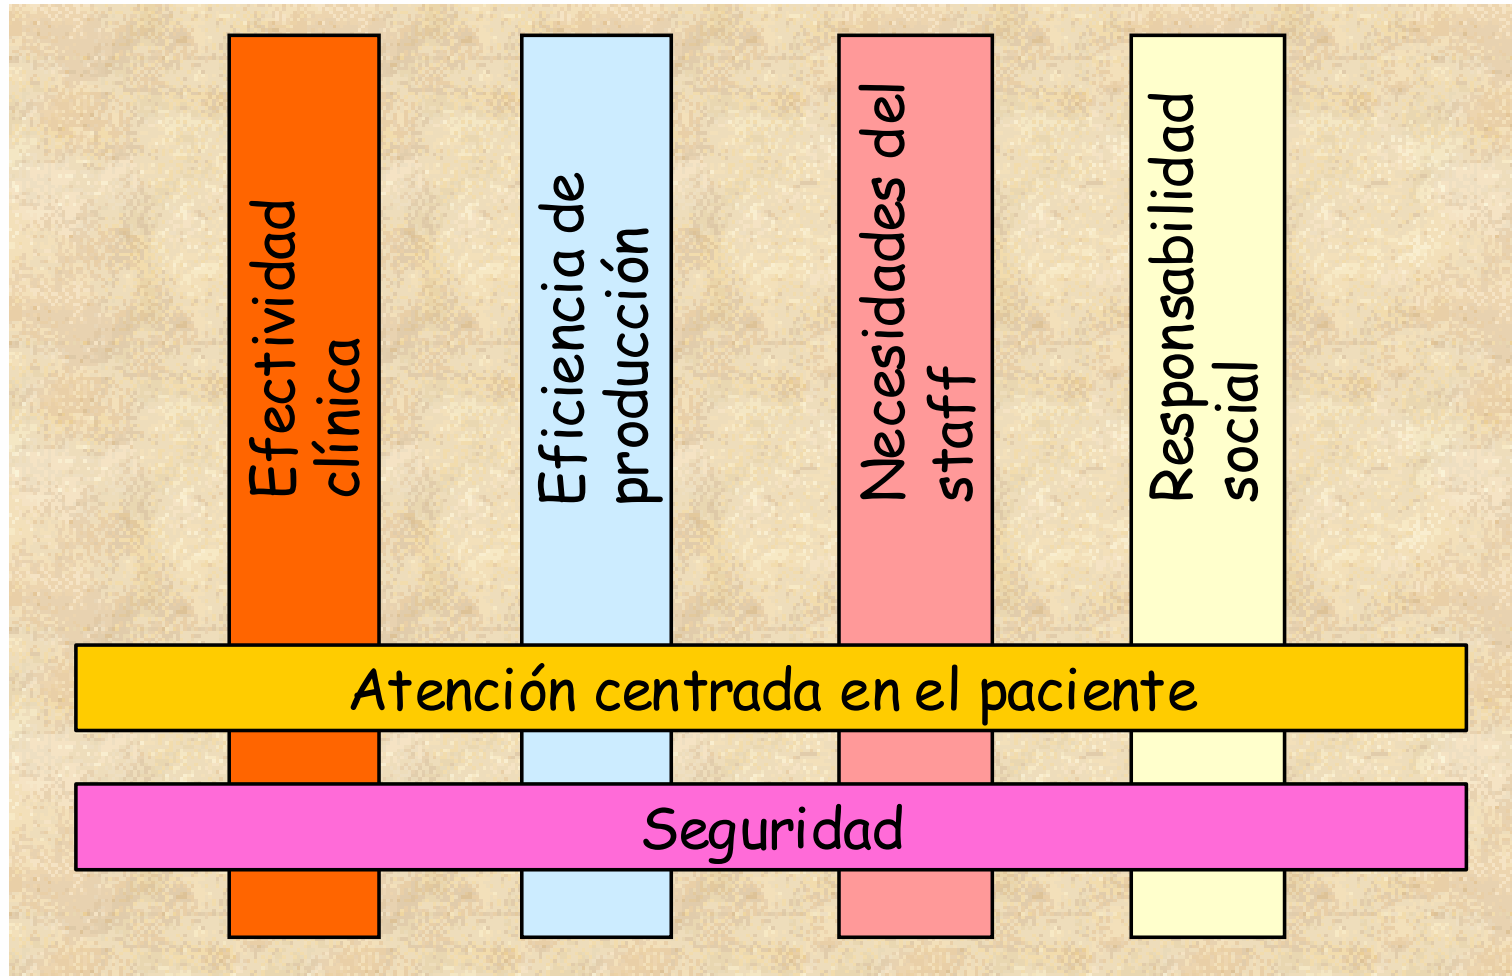 Efectividad
clínica
Eficiencia de
producción
Necesidades del
staff
Responsabilidad
social
Atención centrada en el paciente
Seguridad